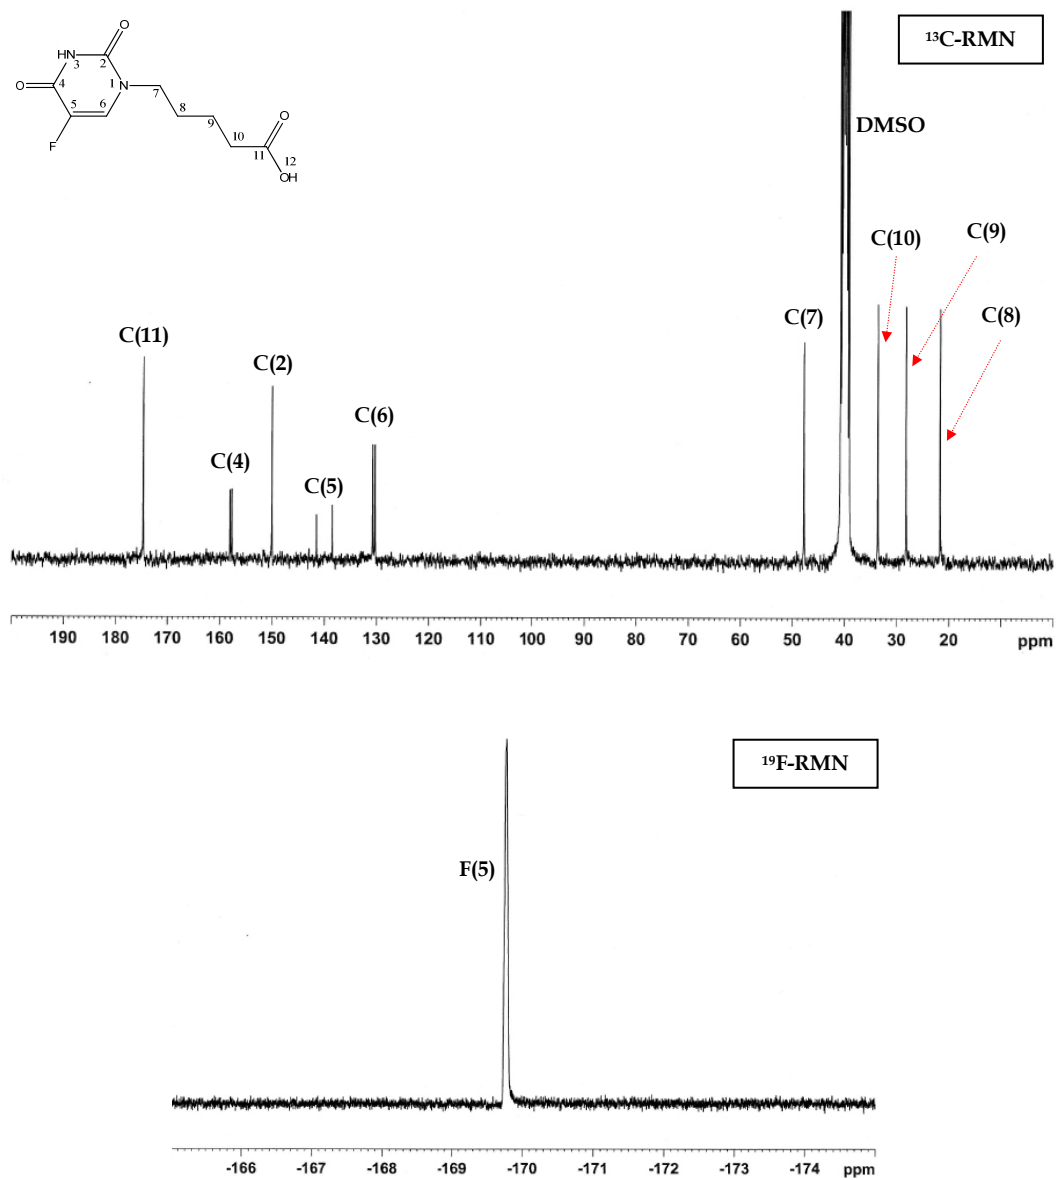 ¹³C-RMN
O
HN
3
2
4
N
1
O
5
6
7
8
9
10
11
O
12
OH
F
DMSO
C(10)
C(9)
C(8)
C(7)
C(11)
C(2)
C(6)
C(4)
C(5)
190 180 170 160 150 140 130 120 110 100 90 80 70 60 50 40 30 20 ppm
¹⁹F-RMN
F(5)
-166 -167 -168 -169 -170 -171 -172 -173 -174 ppm